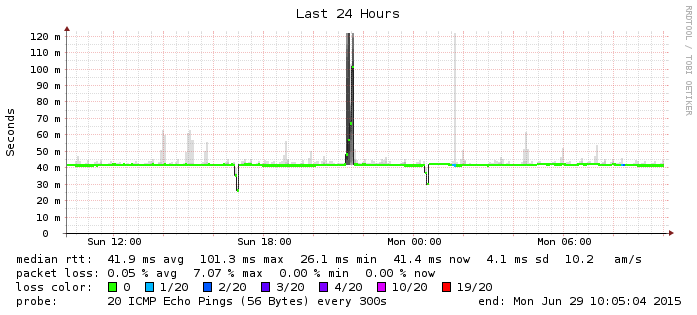 Last 24 Hours
RRDTOOL / TOBI OETIKER
Seconds
120 m
100 m
90 m
80 m
70 m
60 m
50 m
40 m
30 m
20 m
10 m
0
Sun 12:00 Sun 18:00 Mon 00:00 Mon 06:00
median rtt: 41.9 ms avg 101.3 ms max 26.1 ms min 41.4 ms now 4.1 ms sd 10.2 am/s
packet loss: 0.05 % avg 7.07 % max 0.00 % min 0.00 % now
loss color: 0 1/20 2/20 3/20 4/20 10/20 19/20
probe: 20 ICMP Echo Pings (56 Bytes) every 300s end: Mon Jun 29 10:05:04 2015